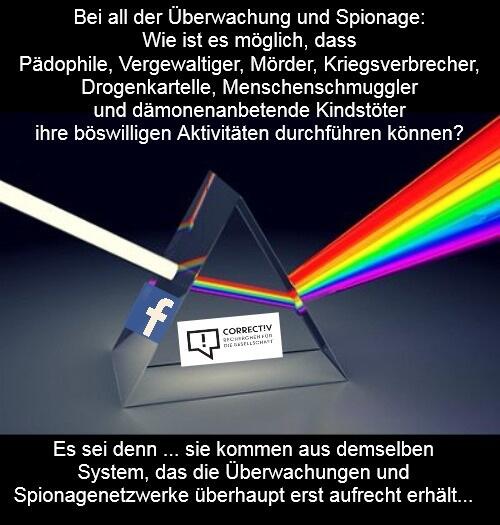 Bei all der Überwachung und Spionage:
Wie ist es möglich, dass
Pädophile, Vergewaltiger, Mörder, Kriegsverbrecher,
Drogenkartelle, Menschenschmuggler
und dämonenanbetende Kindstöter
ihre böswilligen Aktivitäten durchführen können?
f
!
CORRECT!V
RECHERCHEN FÜR
DIE GESELLSCHAFT
Es sei denn ... sie kommen aus demselben
System, das die Überwachungen und
Spionagenetzwerke überhaupt erst aufrecht erhält...